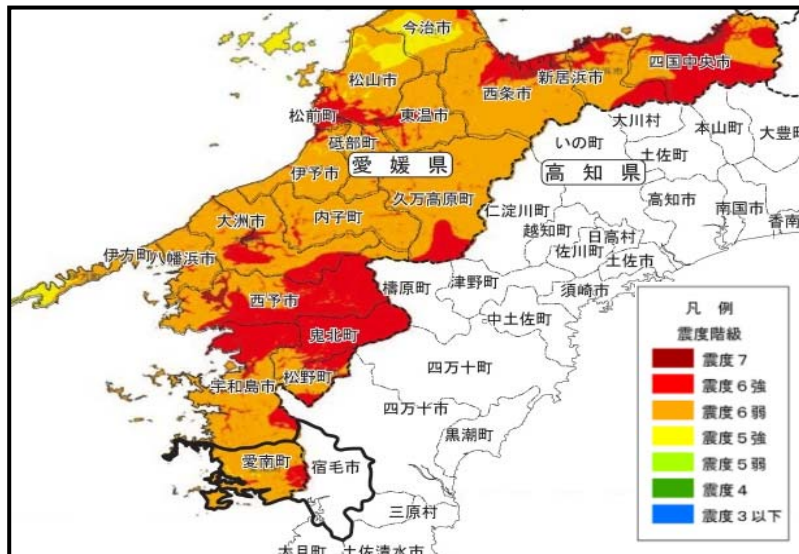 今治市
四国中央市
新居浜市
松山市
西条市
松前町
東温市
大川村
本山町
大豊町
砥部町
いの町
愛媛県
高知県
土佐町
伊予市
久万高原町
高知市
仁淀川町
南国市
香南
大洲市
内子町
越知町
日高村
佐川町
土佐市
伊方町
八幡浜市
檮原町
津野町
須崎市
西予市
中土佐町
鬼北町
四万十町
松野町
宇和島市
四万十市
黒潮町
愛南町
宿毛市
三原村
大月町
土佐清水市
凡 例
震度階級
震度7
震度6強
震度6弱
震度5強
震度5弱
震度4
震度3以下